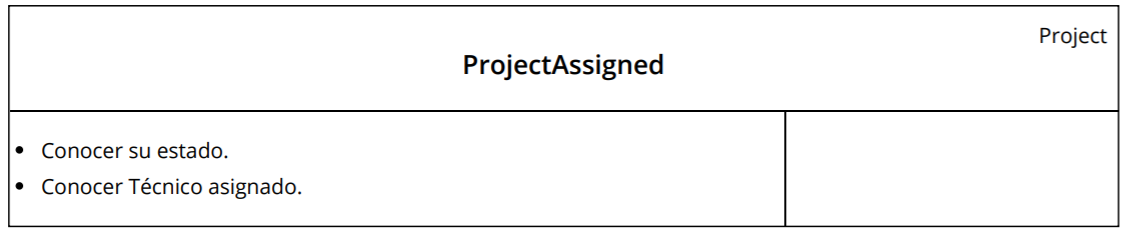 Project
ProjectAssigned
• Conocer su estado.
• Conocer Técnico asignado.